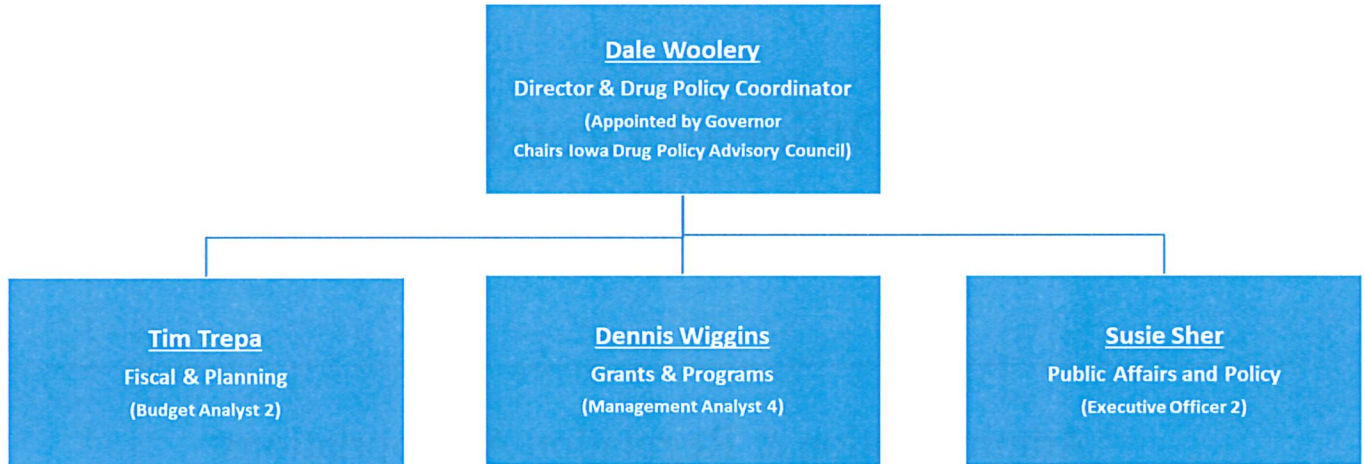 Dale Woolery
Director & Drug Policy Coordinator
(Appointed by Governor
Chairs Iowa Drug Policy Advisory Council)
Tim Trepa
Fiscal & Planning
(Budget Analyst 2)
Dennis Wiggins
Grants & Programs
(Management Analyst 4)
Susie Sher
Public Affairs and Policy
(Executive Officer 2)